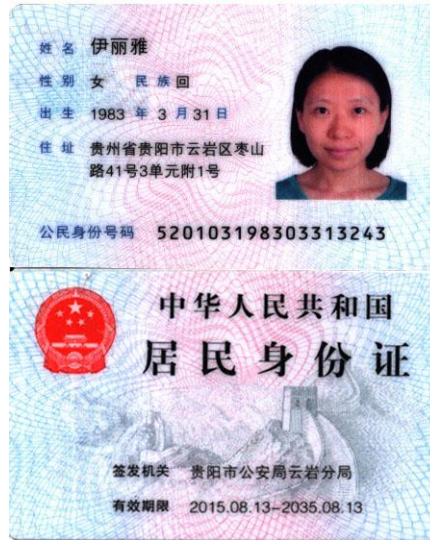 姓名 伊丽雅
性别 女 民族 回
出生 1983 年 3 月 31 日
住址 贵州省贵阳市云岩区枣山
路41号3单元附1号
公民身份号码 520103198303313243
中华人民共和国
居民身份证
签发机关 贵阳市公安局云岩分局
有效期限 2015.08.13-2035.08.13